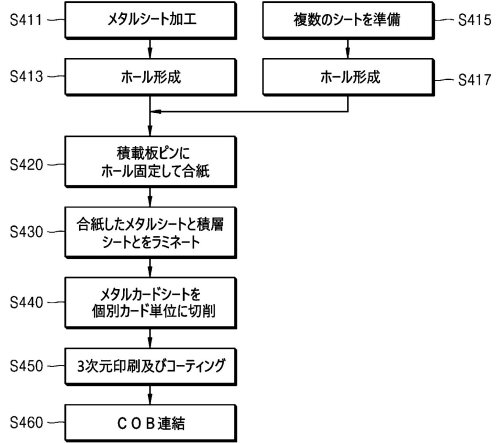 S411
メタルシート加工
複数のシートを準備
S415
S413
ホール形成
ホール形成
S417
S420
積載板ピンに
ホール固定して合紙
S430
合紙したメタルシートと積層
シートとをラミネート
S440
メタルカードシートを
個別カード単位に切削
S450
3次元印刷及びコーティング
S460
ＣＯＢ連結